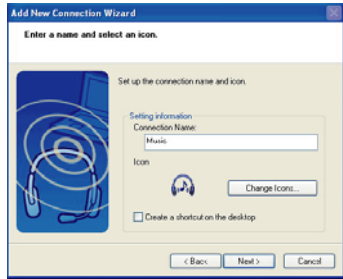 Add New Connection Wizard
Enter a name and select an icon.
Set up the connection name and icon.
Setting information
Connection Name:
Music
Icon
Change Icons...
Create a shortcut on the desktop
< Back
Next >
Cancel